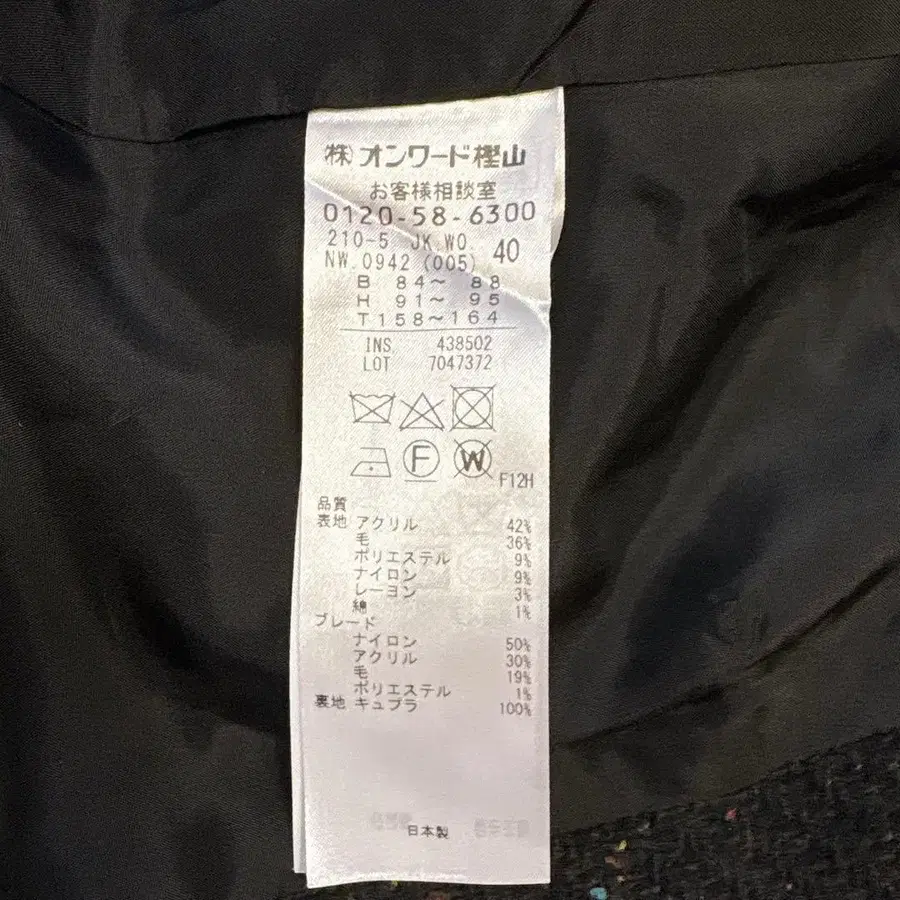 (株)オンワード樫山
お客様相談室
0120-58-6300
210-5 JK.WO. 40
NW.0942 (005)
B 84~ 88
H 91~ 95
T158~164
INS. 438502
LOT 7047372
F
W
F12H
品質
表地 アクリル 42%
毛 36%
ポリエステル 9%
ナイロン 9%
レーヨン 3%
綿 1%
ブレード
ナイロン 50%
アクリル 30%
毛 19%
ポリエステル 1%
裏地 キュプラ 100%
日本製